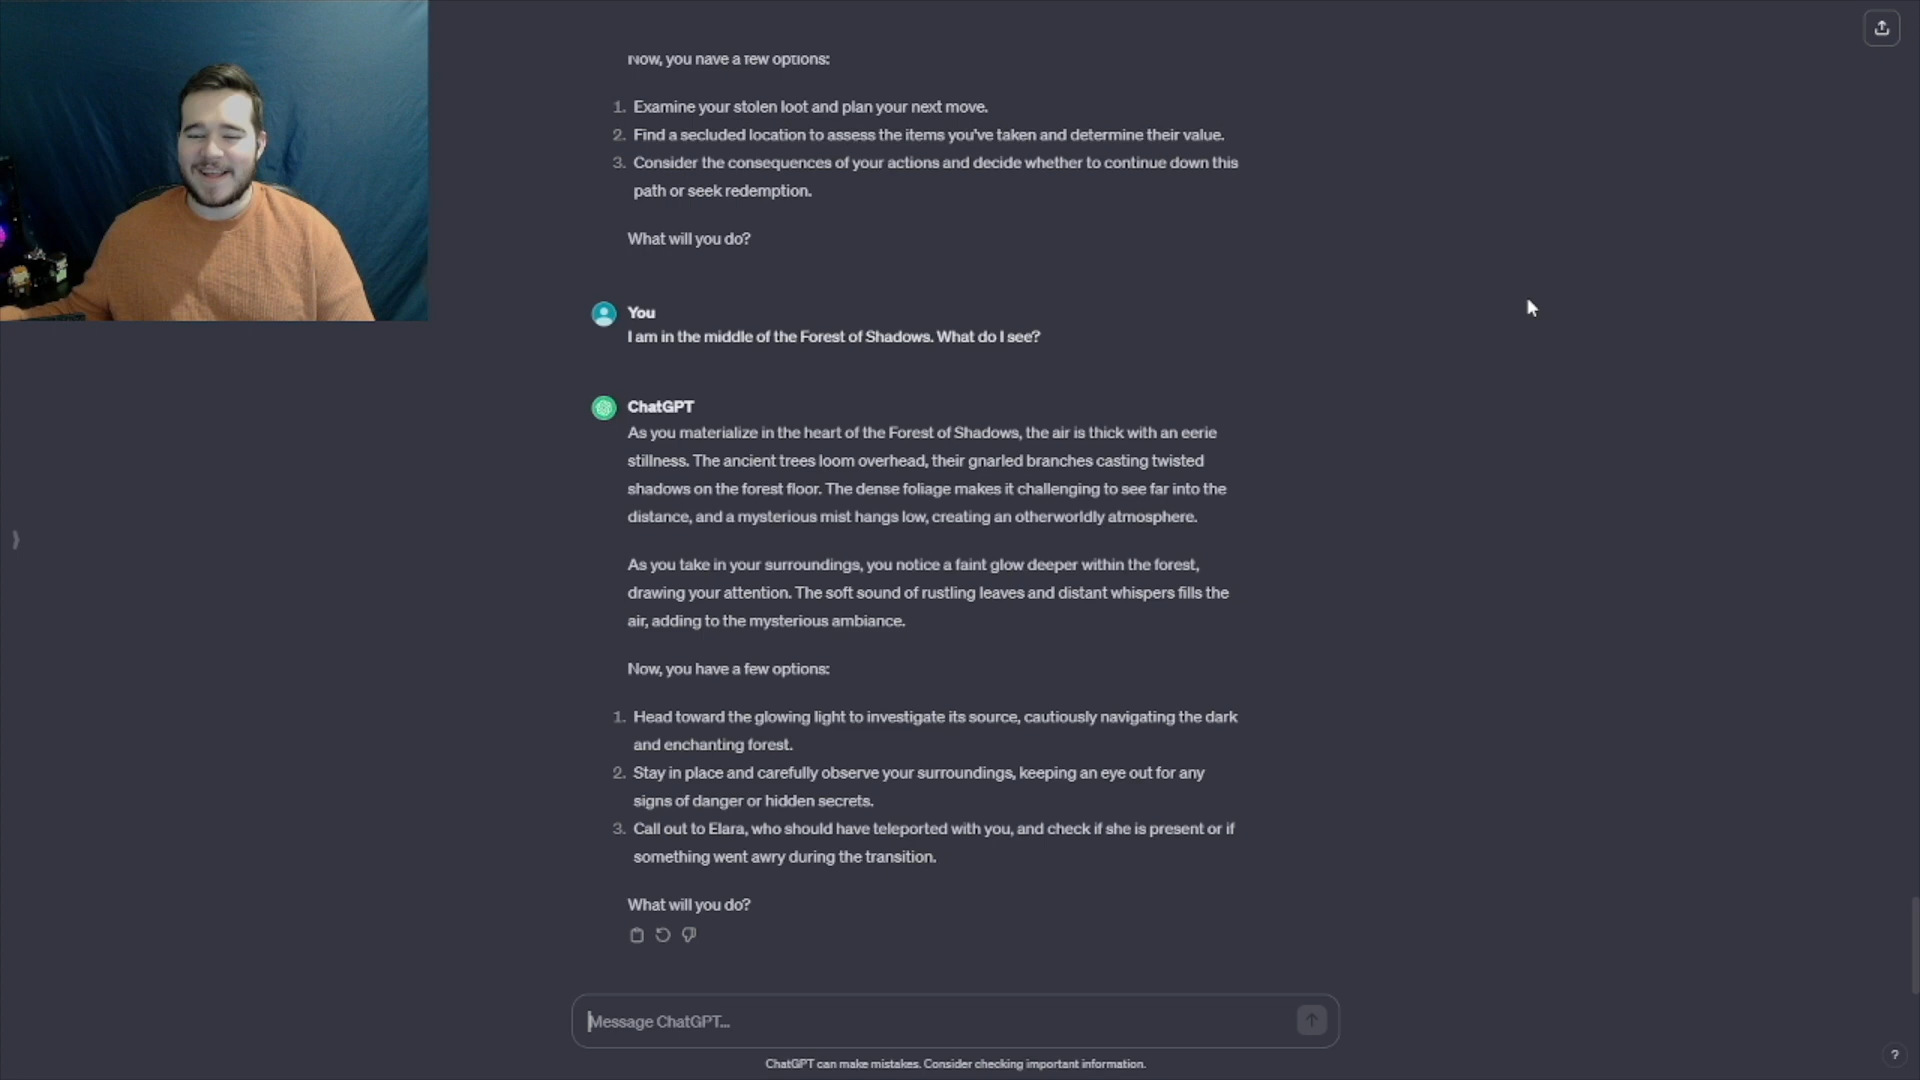 Now, you have a few options:
1. Examine your stolen loot and plan your next move.
2. Find a secluded location to assess the items you've taken and determine their value.
3. Consider the consequences of your actions and decide whether to continue down this
path or seek redemption.
What will you do?
You
I am in the middle of the Forest of Shadows. What do I see?
ChatGPT
As you materialize in the heart of the Forest of Shadows, the air is thick with an eerie
stillness. The ancient trees loom overhead, their gnarled branches casting twisted
shadows on the forest floor. The dense foliage makes it challenging to see far into the
distance, and a mysterious mist hangs low, creating an otherworldly atmosphere.
As you take in your surroundings, you notice a faint glow deeper within the forest,
drawing your attention. The soft sound of rustling leaves and distant whispers fills the
air, adding to the mysterious ambiance.
Now, you have a few options:
1. Head toward the glowing light to investigate its source, cautiously navigating the dark
and enchanting forest.
2. Stay in place and carefully observe your surroundings, keeping an eye out for any
signs of danger or hidden secrets.
3. Call out to Elara, who should have teleported with you, and check if she is present or if
something went awry during the transition.
What will you do?
Message ChatGPT...
ChatGPT can make mistakes. Consider checking important information.
?